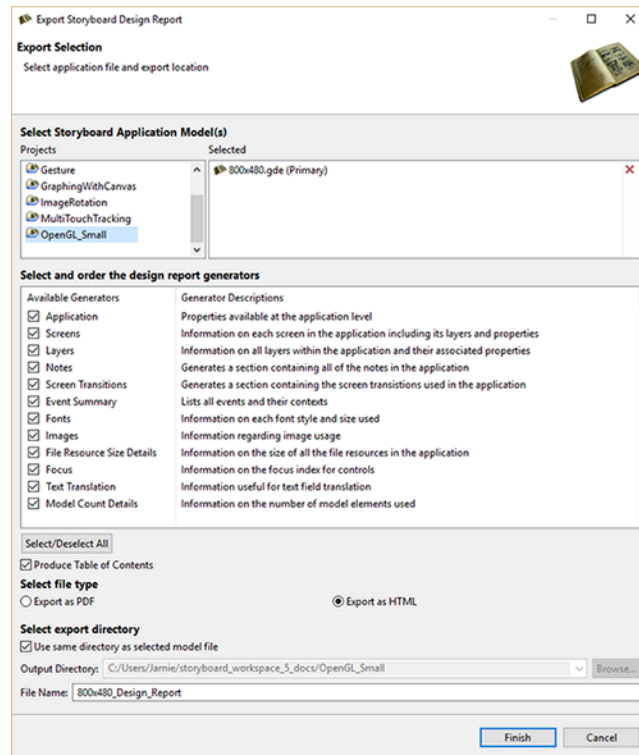 Export Storyboard Design Report
Export Selection
Select application file and export location
Select Storyboard Application Model(s)
Projects Selected
Gesture 800x480.gde (Primary)
GraphingWithCanvas
ImageRotation
MultiTouchTracking
OpenGL_Small
Select and order the design report generators
Available Generators Generator Descriptions
Application Properties available at the application level
Screens Information on each screen in the application including its layers and properties
Layers Information on all layers within the application and their associated properties
Notes Generates a section containing all of the notes in the application
Screen Transitions Generates a section containing the screen transistions used in the application
Event Summary Lists all events and their contexts
Fonts Information on each font style and size used
Images Information regarding image usage
File Resource Size Details Information on the size of all the file resources in the application
Focus Information on the focus index for controls
Text Translation Information useful for text field translation
Model Count Details Information on the number of model elements used
Select/Deselect All
Produce Table of Contents
Select file type
Export as PDF Export as HTML
Select export directory
Use same directory as selected model file
Output Directory: C:/Users/Jamie/storyboard_workspace_5_docs/OpenGL_Small Browse...
File Name: 800x480_Design_Report
Finish Cancel